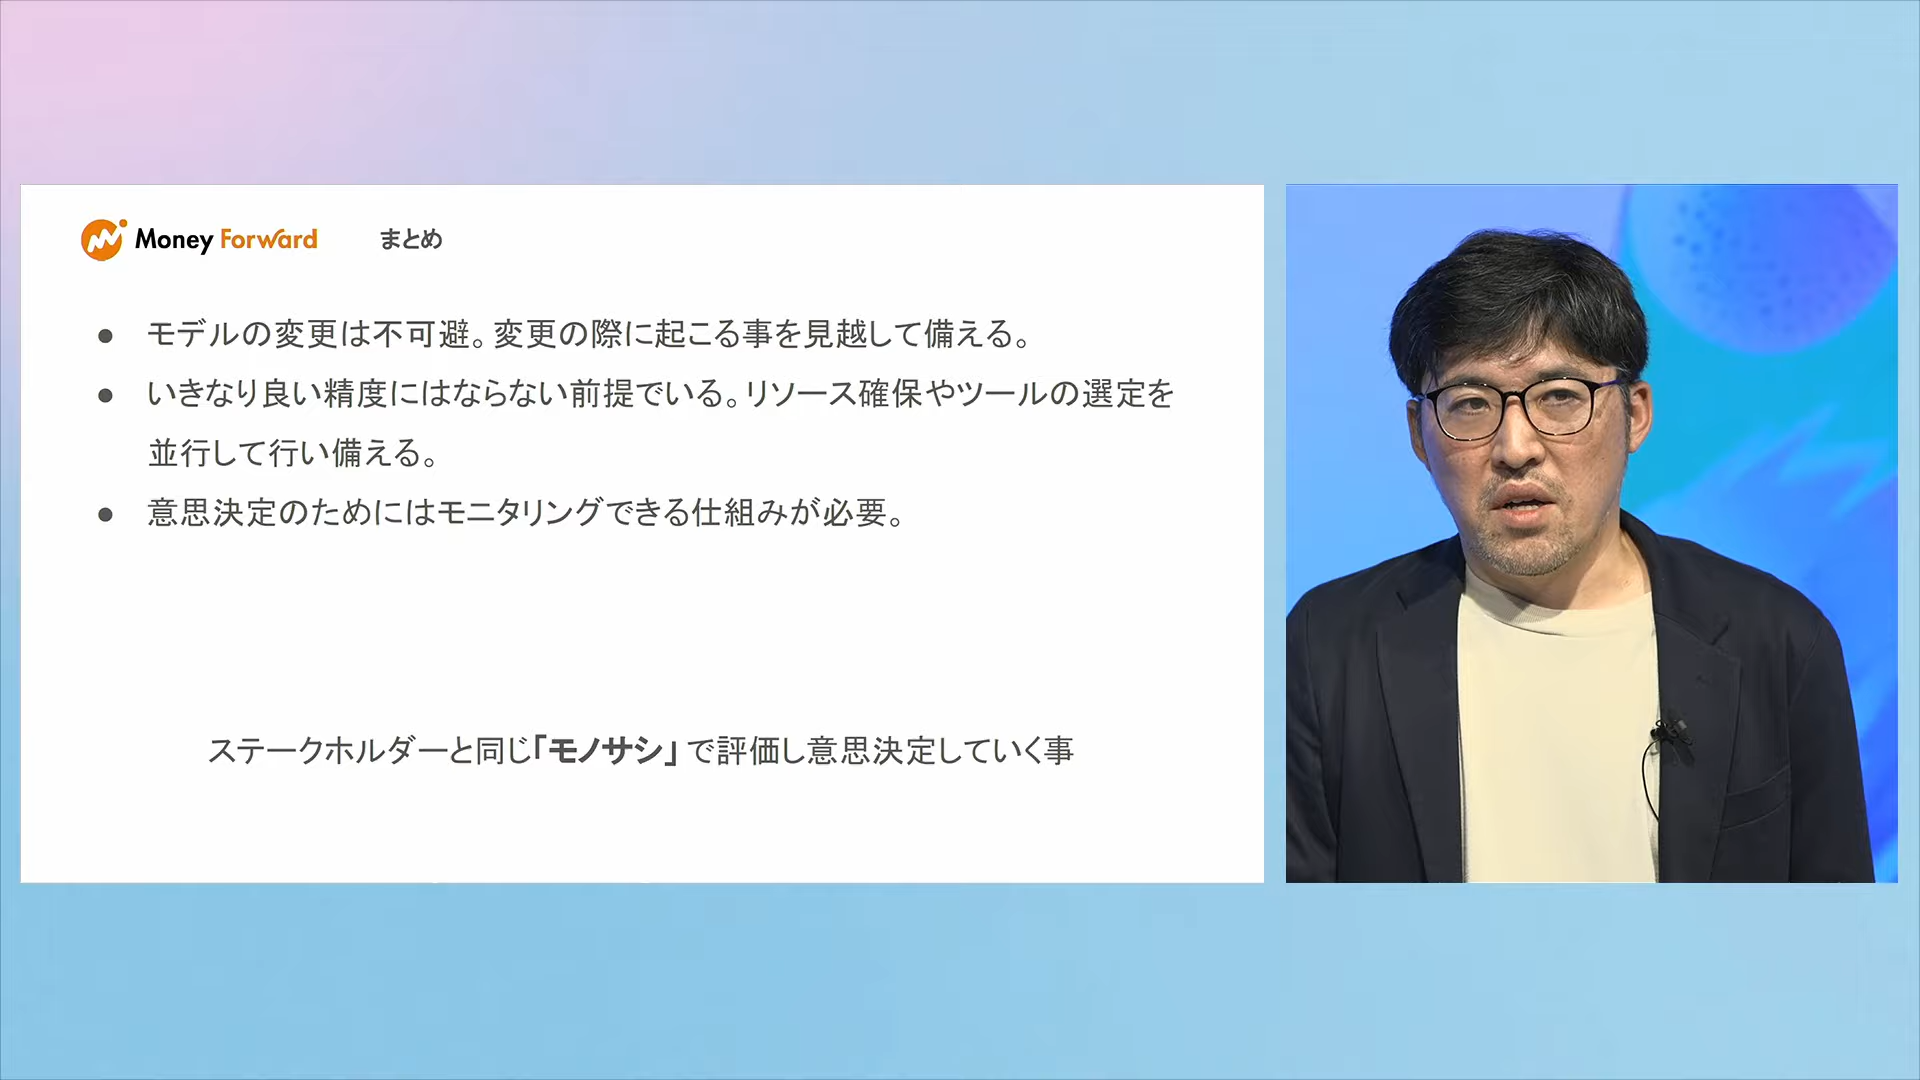 Money Forward
まとめ
● モデルの変更は不可避。変更の際に起こる事を見越して備える。
● いきなり良い精度にはならない前提でいる。リソース確保やツールの選定を
並行して行い備える。
● 意思決定のためにはモニタリングできる仕組みが必要。
ステークホルダーと同じ「モノサシ」で評価し意思決定していく事